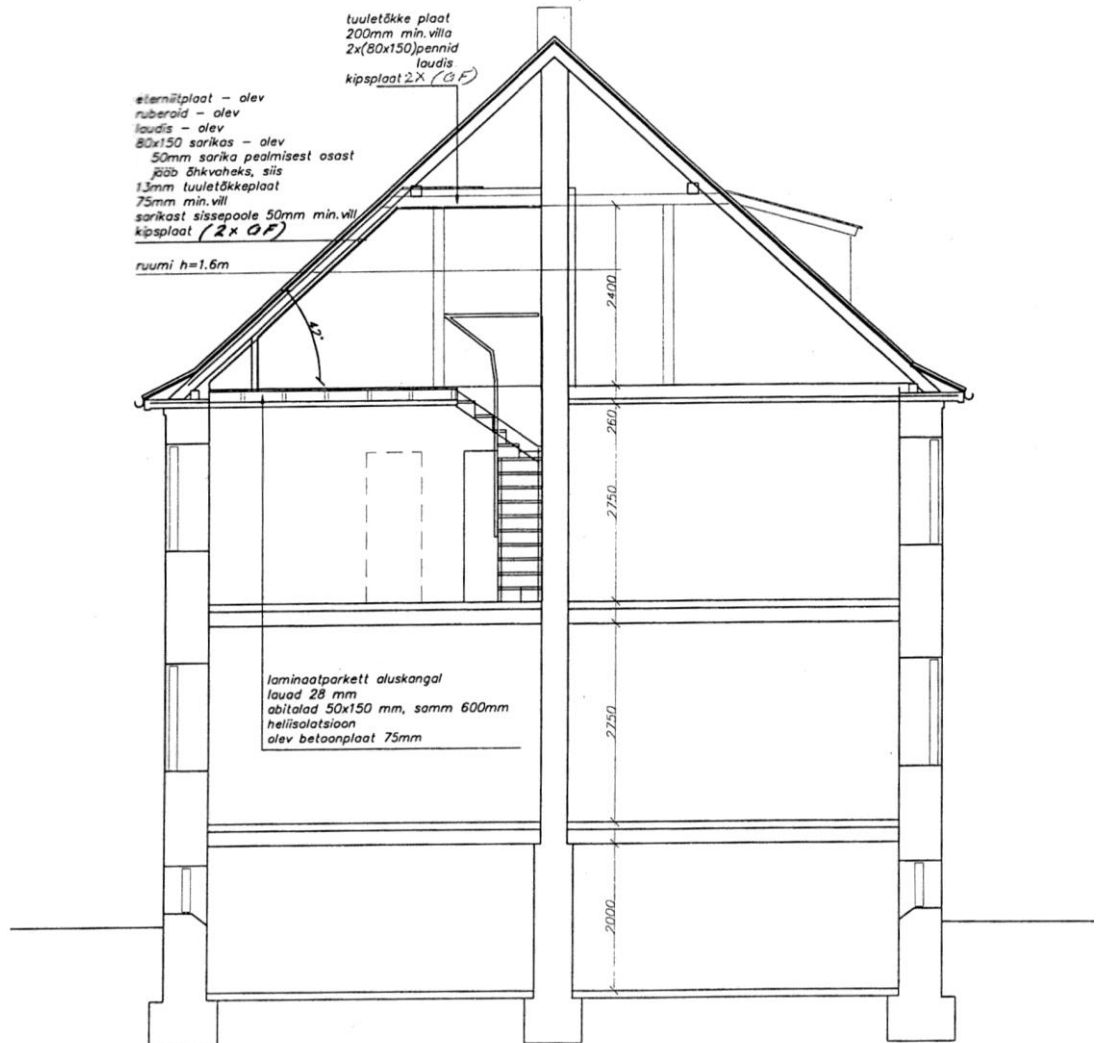 tuuletõkke plaat
200mm min.villa
2x(80x150)pennid
laudis
kipsplaat 2x (GF)
eterniitplaat – olev
ruberoid – olev
laudis – olev
80x150 sarikas – olev
50mm sarika pealmisest osast
jääb õhkvaheks, siis
13mm tuuletõkkeplaat
75mm min.vill
sarikast sissepoole 50mm min.vill
kipsplaat (2x GF)
ruumi h=1.6m
42°
2400
260
2750
laminaatparkett aluskangal
lauad 28 mm
abitalad 50x150 mm, samm 600mm
heliisolatsioon
olev betoonplaat 75mm
2750
2000